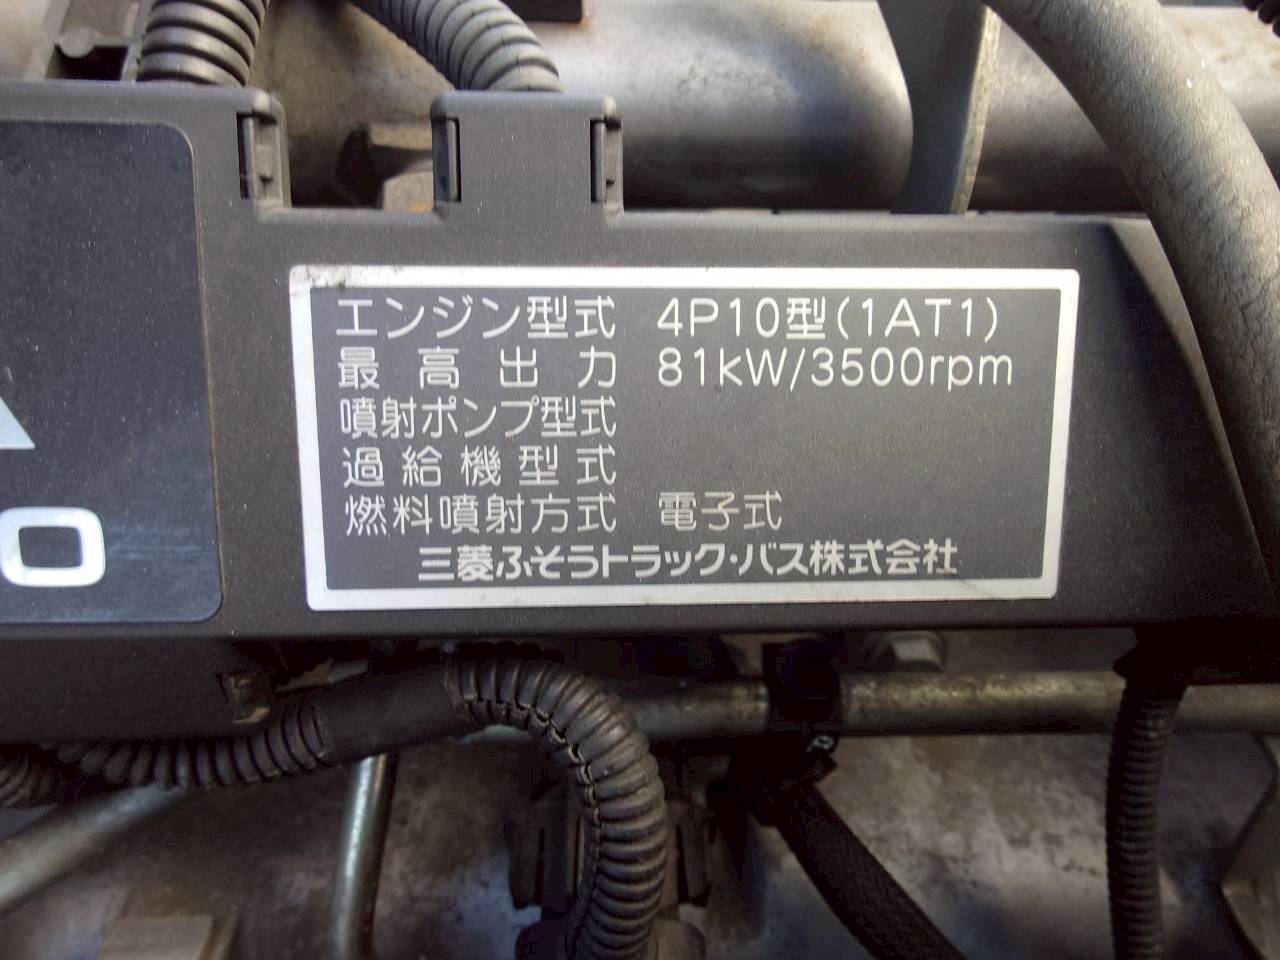 エンジン型式 4P10型(1AT1)
最高出力 81kW/3500rpm
噴射ポンプ型式
過給機型式
燃料噴射方式 電子式
三菱ふそうトラック・バス株式会社